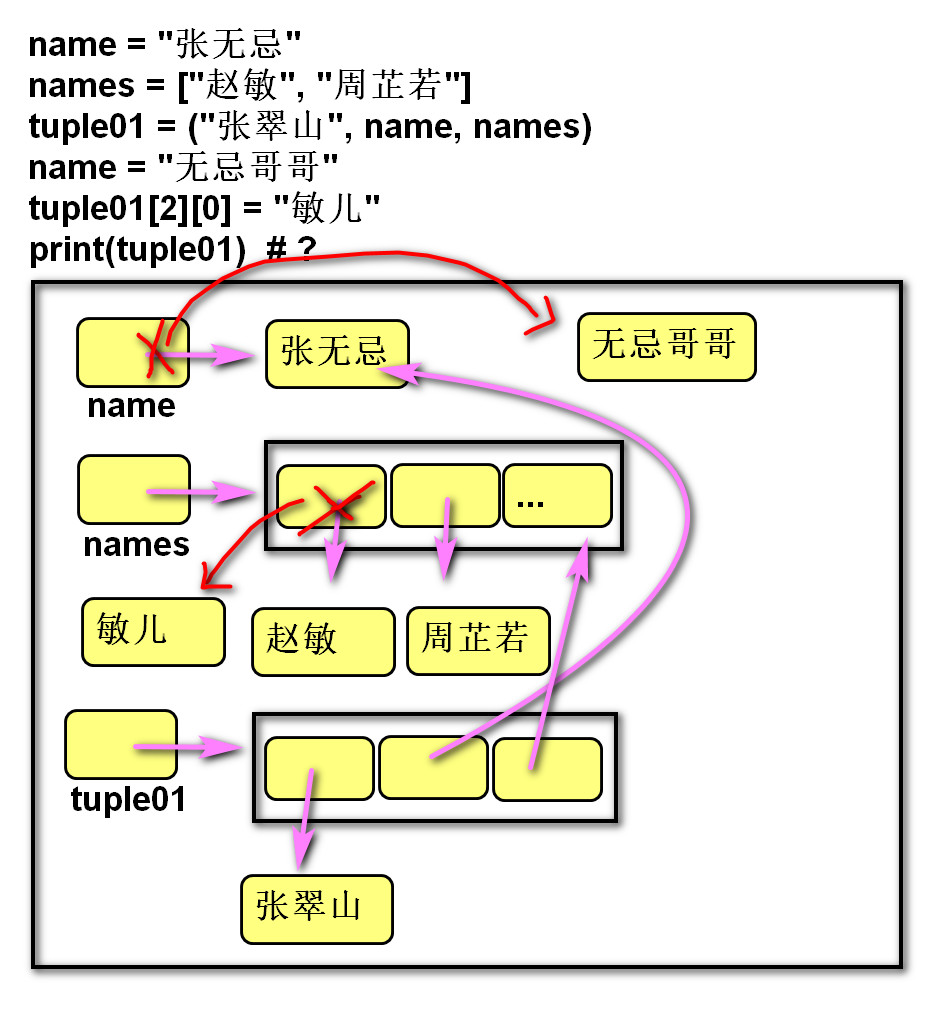 name = "张无忌"
names = ["赵敏", "周芷若"]
tuple01 = ("张翠山", name, names)
name = "无忌哥哥"
tuple01[2][0] = "敏儿"
print(tuple01)  # ?
张无忌
无忌哥哥
name
...
names
敏儿
赵敏
周芷若
tuple01
张翠山